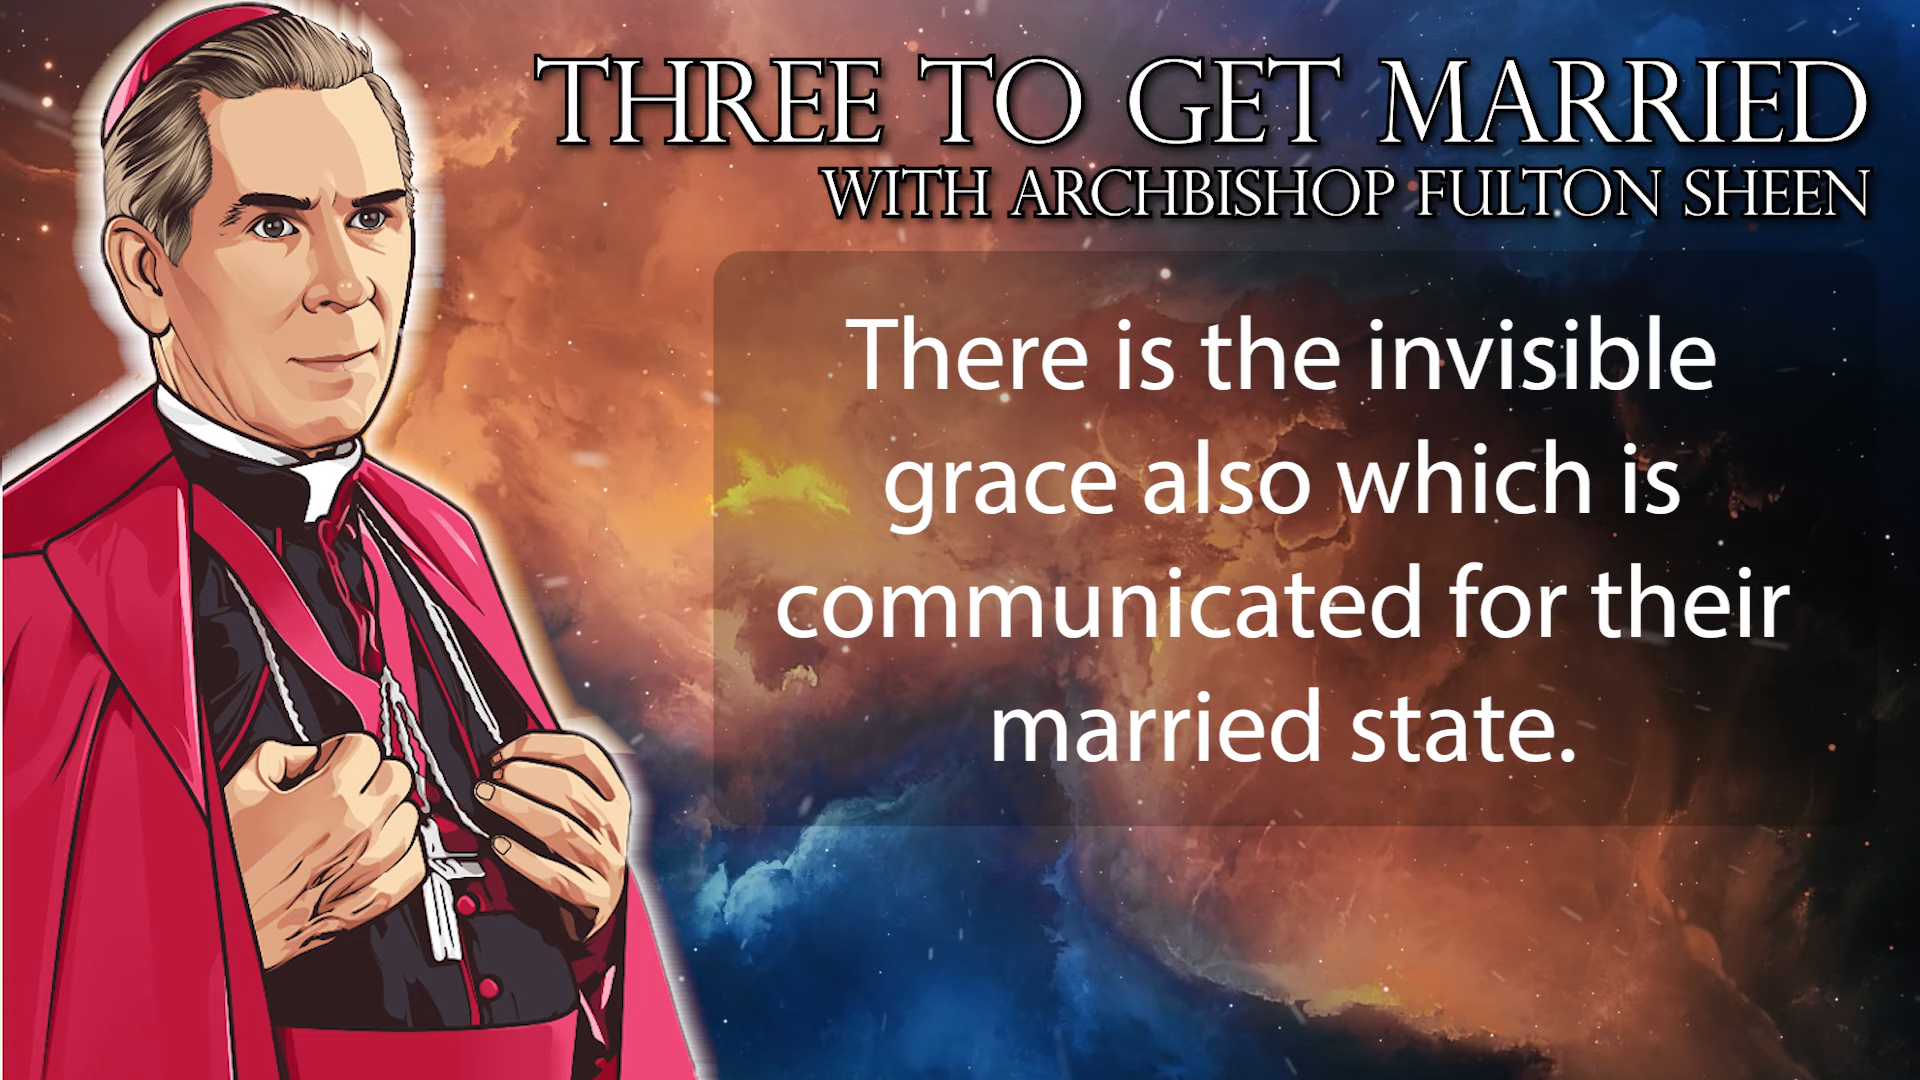 THREE TO GET MARRIED
WITH ARCHBISHOP FULTON SHEEN
There is the invisible
grace also which is
communicated for their
married state.